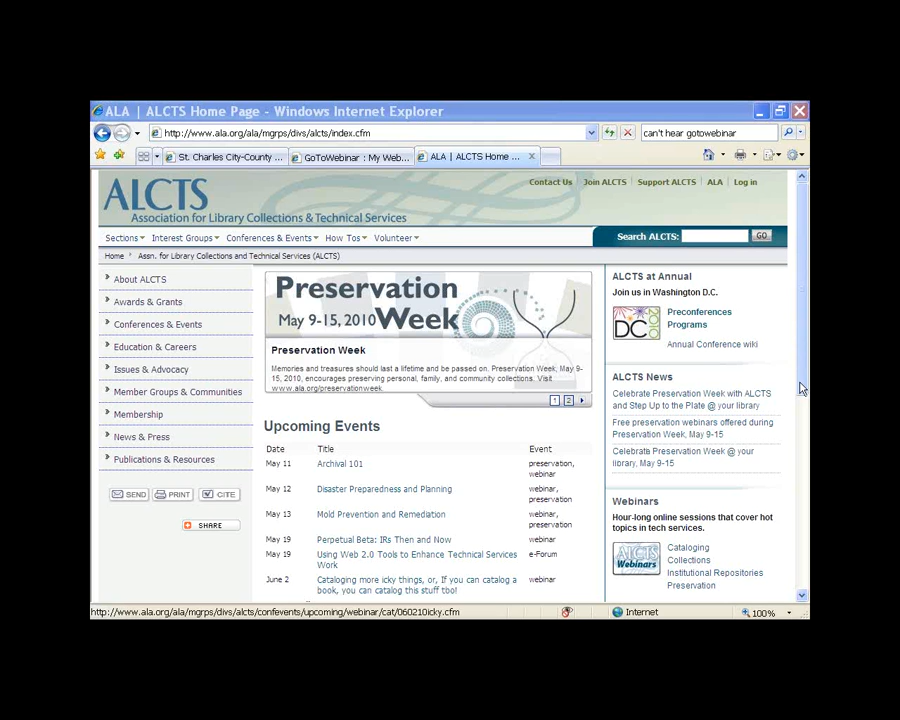 ALA | ALCTS Home Page - Windows Internet Explorer
http://www.ala.org/ala/mgrps/divs/alcts/index.cfm
can't hear gotowebinar
St. Charles City-County ...
GoToWebinar : My Web...
ALA | ALCTS Home ...
Contact Us Join ALCTS Support ALCTS ALA Log in
ALCTS
Association for Library Collections & Technical Services
Sections Interest Groups Conferences & Events How Tos Volunteer
Search ALCTS: GO
Home Assn. for Library Collections and Technical Services (ALCTS)
About ALCTS
Awards & Grants
Conferences & Events
Education & Careers
Issues & Advocacy
Member Groups & Communities
Membership
News & Press
Publications & Resources
SEND PRINT CITE
SHARE
Preservation
May 9-15, 2010 Week
Preservation Week
Memories and treasures should last a lifetime and be passed on. Preservation Week, May 9-
15, 2010, encourages preserving personal, family, and community collections. Visit
www.ala.org/preservationweek.
1 2
Upcoming Events
Date Title Event
May 11 Archival 101 preservation,
webinar
May 12 Disaster Preparedness and Planning webinar,
preservation
May 13 Mold Prevention and Remediation webinar,
preservation
May 19 Perpetual Beta: IRs Then and Now webinar
May 19 Using Web 2.0 Tools to Enhance Technical Services e-Forum
Work
June 2 Cataloging more icky things, or, If you can catalog a webinar
book, you can catalog this stuff too!
ALCTS at Annual
Join us in Washington D.C.
DC 2010
Preconferences
Programs
Annual Conference wiki
ALCTS News
Celebrate Preservation Week with ALCTS
and Step Up to the Plate @ your library
Free preservation webinars offered during
Preservation Week, May 9-15
Celebrate Preservation Week @ your
library, May 9-15
Webinars
Hour-long online sessions that cover hot
topics in tech services.
ALCTS
Webinars
Cataloging
Collections
Institutional Repositories
Preservation
http://www.ala.org/ala/mgrps/divs/alcts/confevents/upcoming/webinar/cat/060210icky.cfm
Internet
100%